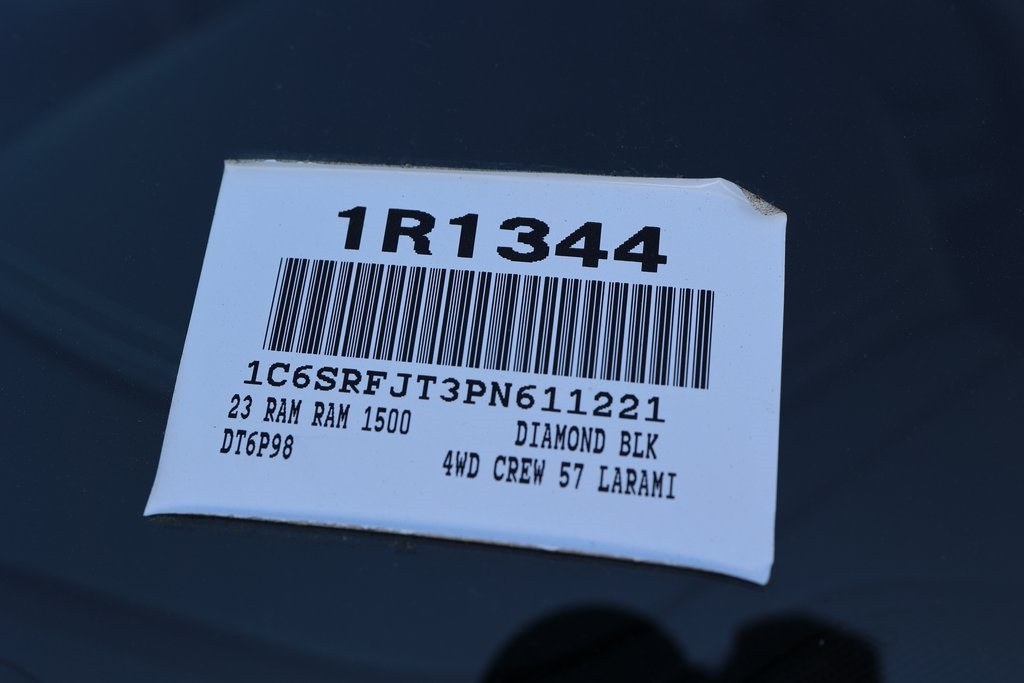 1R1344
1C6SRFJT3PN611221
23 RAM RAM 1500 DIAMOND BLK
DT6P98 4WD CREW 57 LARAMI